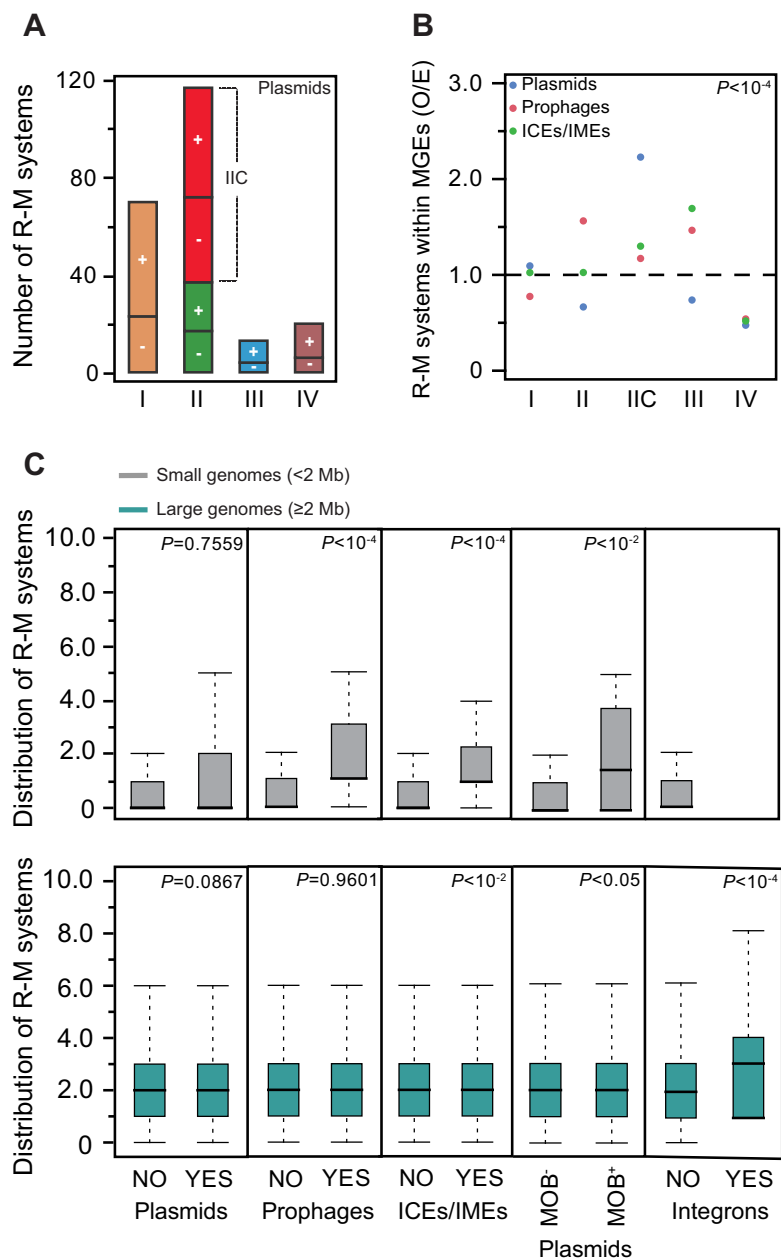 A
Number of R-M systems
120
80
40
0
Plasmids
+
-
+
-
+
-
+
-
+
-
IIC
I II III IV
B
R-M systems within MGEs (O/E)
3.0
2.0
1.0
0
Plasmids
Prophages
ICEs/IMEs
P<10⁻⁴
I II IIC III IV
C
Small genomes (<2 Mb)
Large genomes (≥2 Mb)
Distribution of R-M systems
10.0
8.0
6.0
4.0
2.0
0
P=0.7559
P<10⁻⁴
P<10⁻⁴
P<10⁻²
Distribution of R-M systems
10.0
8.0
6.0
4.0
2.0
0
P=0.0867
P=0.9601
P<10⁻²
P<0.05
P<10⁻⁴
NO YES
Plasmids
NO YES
Prophages
NO YES
ICEs/IMEs
MOB⁻
MOB⁺
Plasmids
NO YES
Integrons